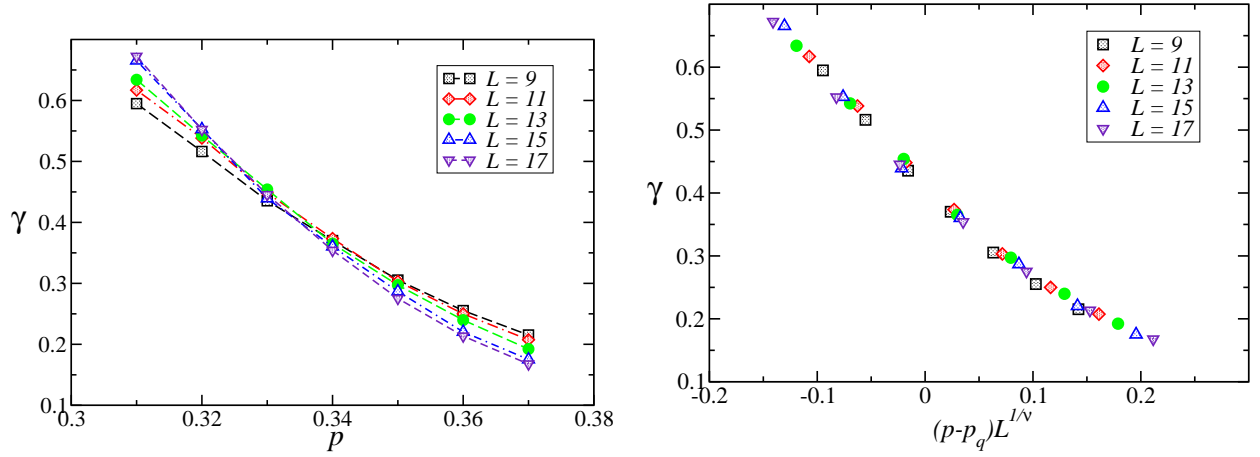 γ
0.6
0.5
0.4
0.3
0.2
0.1
0.3 0.32 0.34 0.36 0.38
p
L = 9
L = 11
L = 13
L = 15
L = 17
γ
0.6
0.5
0.4
0.3
0.2
0.1
-0.2 -0.1 0 0.1 0.2
(p-p_q)L^{1/ν}
L = 9
L = 11
L = 13
L = 15
L = 17